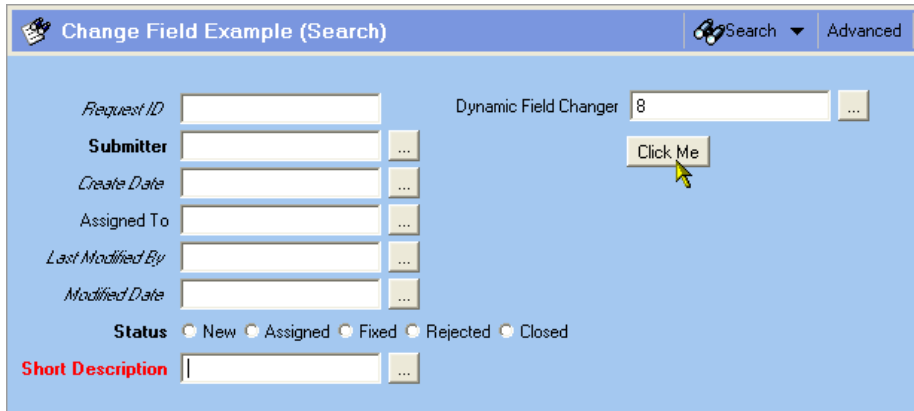 Change Field Example (Search) Search Advanced
Request ID Dynamic Field Changer 8 ...
Submitter ... Click Me
Create Date ...
Assigned To ...
Last Modified By ...
Modified Date ...
Status New Assigned Fixed Rejected Closed
Short Description ...